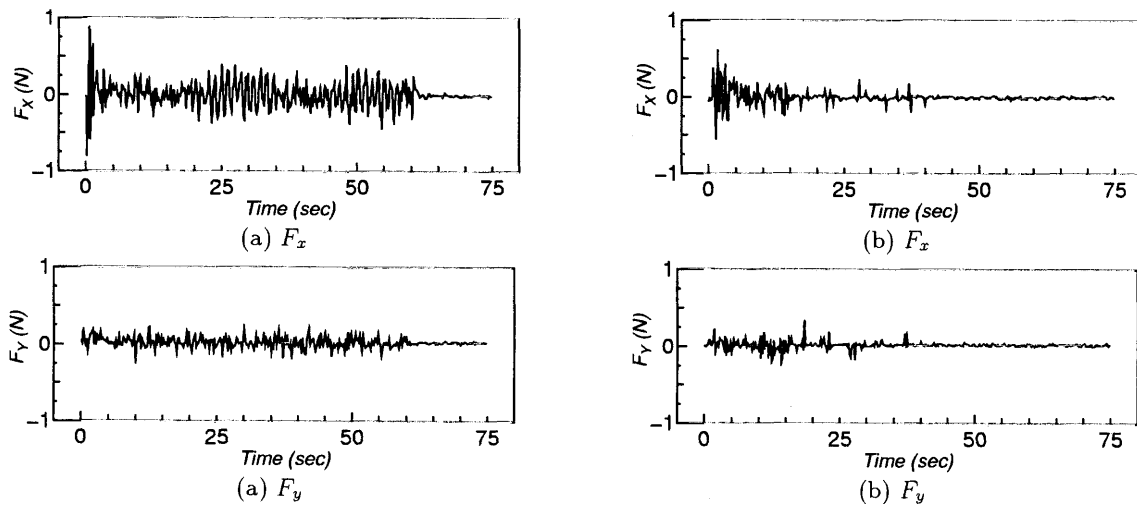 1
0
−1
F_X (N)
0 25 50 75
Time (sec)
(a) F_x
1
0
−1
F_X (N)
0 25 50 75
Time (sec)
(b) F_x
1
0
−1
F_Y (N)
0 25 50 75
Time (sec)
(a) F_y
1
0
−1
F_Y (N)
0 25 50 75
Time (sec)
(b) F_y